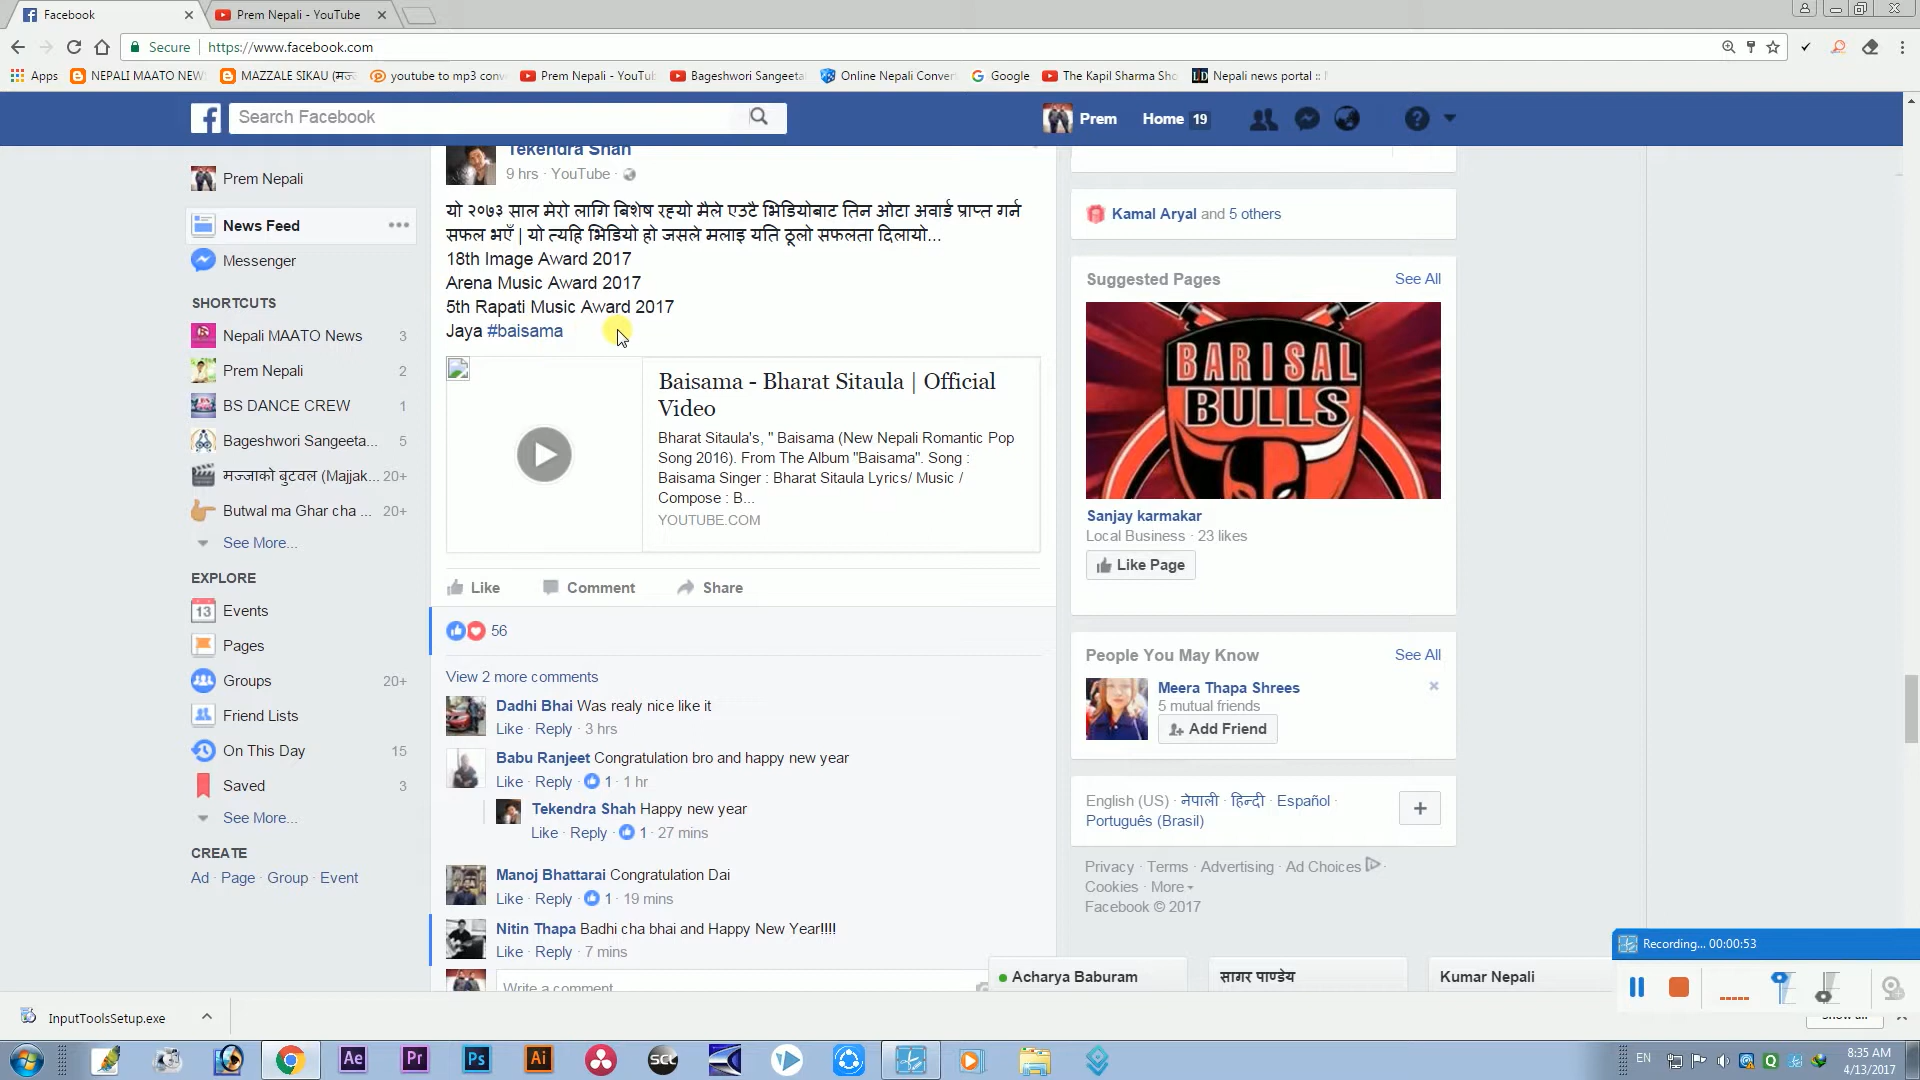 Facebook
Prem Nepali - YouTube
Secure
https://www.facebook.com
Apps
NEPALI MAATO NEW
MAZZALE SIKAU (मज
youtube to mp3 conv
Prem Nepali - YouTub
Bageshwori Sangeeta
Online Nepali Conver
Google
The Kapil Sharma Sho
Nepali news portal ::
Search Facebook
Prem
Home 19
Tekendra Shah
9 hrs · YouTube ·
यो २०७३ साल मेरो लागि बिशेष रह्यो मैले एउटै भिडियोबाट तिन ओटा अवार्ड प्राप्त गर्न
सफल भएँ | यो त्यहि भिडियो हो जसले मलाइ यति ठूलो सफलता दिलायो...
18th Image Award 2017
Arena Music Award 2017
5th Rapati Music Award 2017
Jaya #baisama
Baisama - Bharat Sitaula | Official
Video
Bharat Sitaula's, " Baisama (New Nepali Romantic Pop
Song 2016). From The Album "Baisama". Song :
Baisama Singer : Bharat Sitaula Lyrics/ Music /
Compose : B...
YOUTUBE.COM
Like Comment Share
56
View 2 more comments
Dadhi Bhai Was realy nice like it
Like · Reply · 3 hrs
Babu Ranjeet Congratulation bro and happy new year
Like · Reply · 1 · 1 hr
Tekendra Shah Happy new year
Like · Reply · 1 · 27 mins
Manoj Bhattarai Congratulation Dai
Like · Reply · 1 · 19 mins
Nitin Thapa Badhi cha bhai and Happy New Year!!!!
Like · Reply · 7 mins
Write a comment
Prem Nepali
News Feed
Messenger
SHORTCUTS
Nepali MAATO News 3
Prem Nepali 2
BS DANCE CREW 1
Bageshwori Sangeeta... 5
मज्जाको बुटवल (Majjak... 20+
Butwal ma Ghar cha ... 20+
See More...
EXPLORE
13 Events
Pages
Groups 20+
Friend Lists
On This Day 15
Saved 3
See More...
CREATE
Ad · Page · Group · Event
Kamal Aryal and 5 others
Suggested Pages See All
BARISAL
BULLS
Sanjay karmakar
Local Business · 23 likes
Like Page
People You May Know See All
Meera Thapa Shrees
5 mutual friends
Add Friend
English (US) · नेपाली · हिन्दी · Español ·
Português (Brasil)
Privacy · Terms · Advertising · Ad Choices ·
Cookies · More
Facebook © 2017
Acharya Baburam
सागर पाण्डेय
Kumar Nepali
Recording... 00:00:53
InputToolsSetup.exe
Show all
Ae
Pr
Ps
Ai
SCL
EN
8:35 AM
4/13/2017